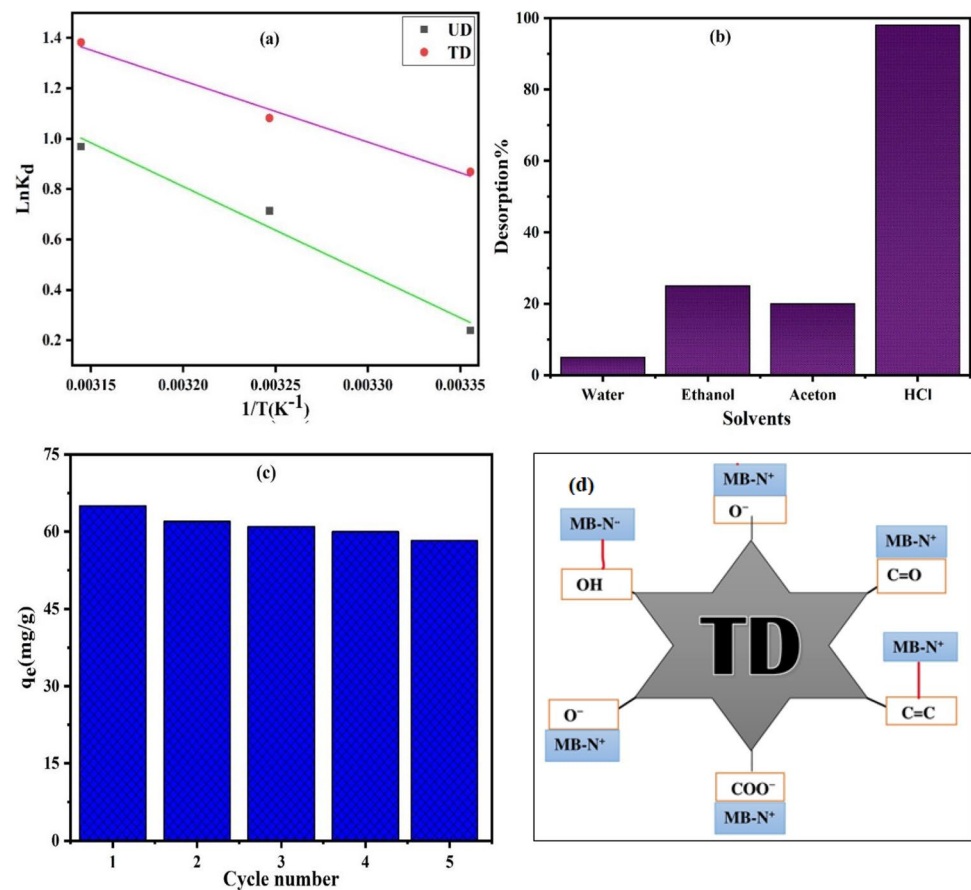 (a)
UD
TD
1.4
1.2
1.0
0.8
0.6
0.4
0.2
LnKd
0.00315 0.00320 0.00325 0.00330 0.00335
1/T(K-1)
(b)
100
80
60
40
20
0
Desorption%
Water Ethanol Aceton HCl
Solvents
(c)
75
60
45
30
15
0
qe(mg/g)
1 2 3 4 5
Cycle number
(d)
MB-N+
O−
MB-N−
OH
MB-N+
C=O
TD
MB-N+
C=C
O−
MB-N+
COO−
MB-N+